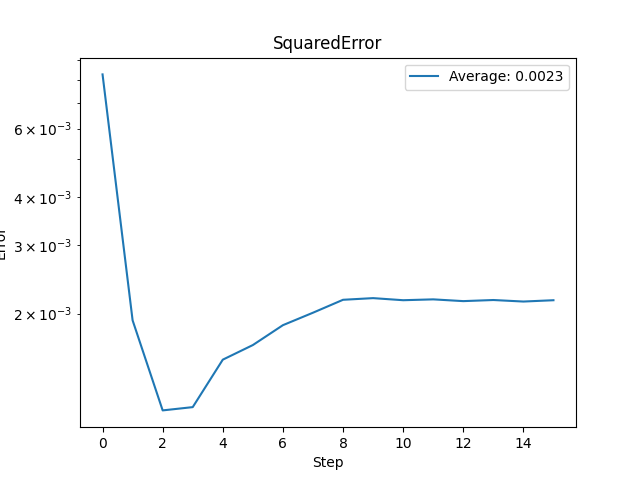 SquaredError
Average: 0.0023
6 × 10⁻³
4 × 10⁻³
3 × 10⁻³
2 × 10⁻³
Error
0 2 4 6 8 10 12 14
Step